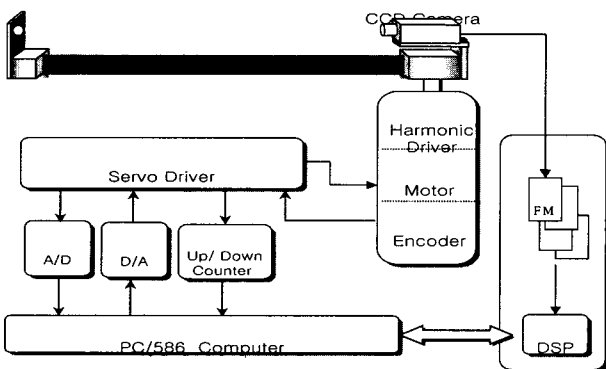 CCD Camera
Harmonic
Driver
Servo Driver
Motor
FM
Encoder
A/D
D/A
Up/ Down
Counter
PC/586 Computer
DSP